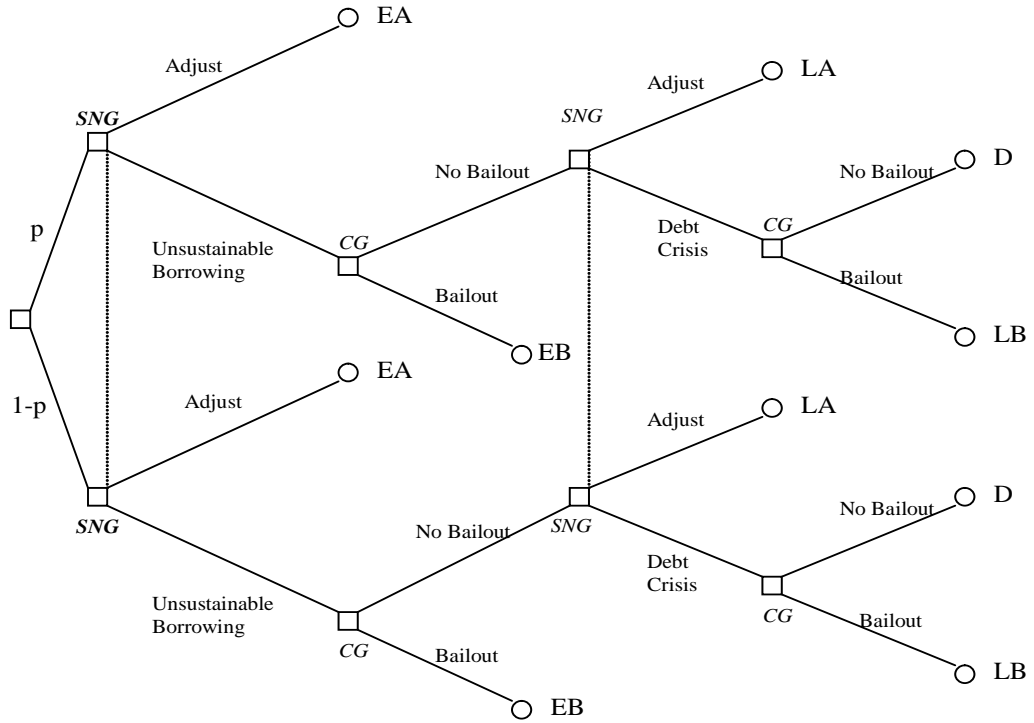 EA
Adjust
SNG
LA
Adjust
SNG
No Bailout
D
No Bailout
p
Unsustainable
Borrowing
CG
Debt
Crisis
CG
Bailout
Bailout
LB
EB
EA
1-p
Adjust
LA
Adjust
SNG
No Bailout
SNG
D
No Bailout
Debt
Crisis
Unsustainable
Borrowing
CG
CG
Bailout
Bailout
LB
EB